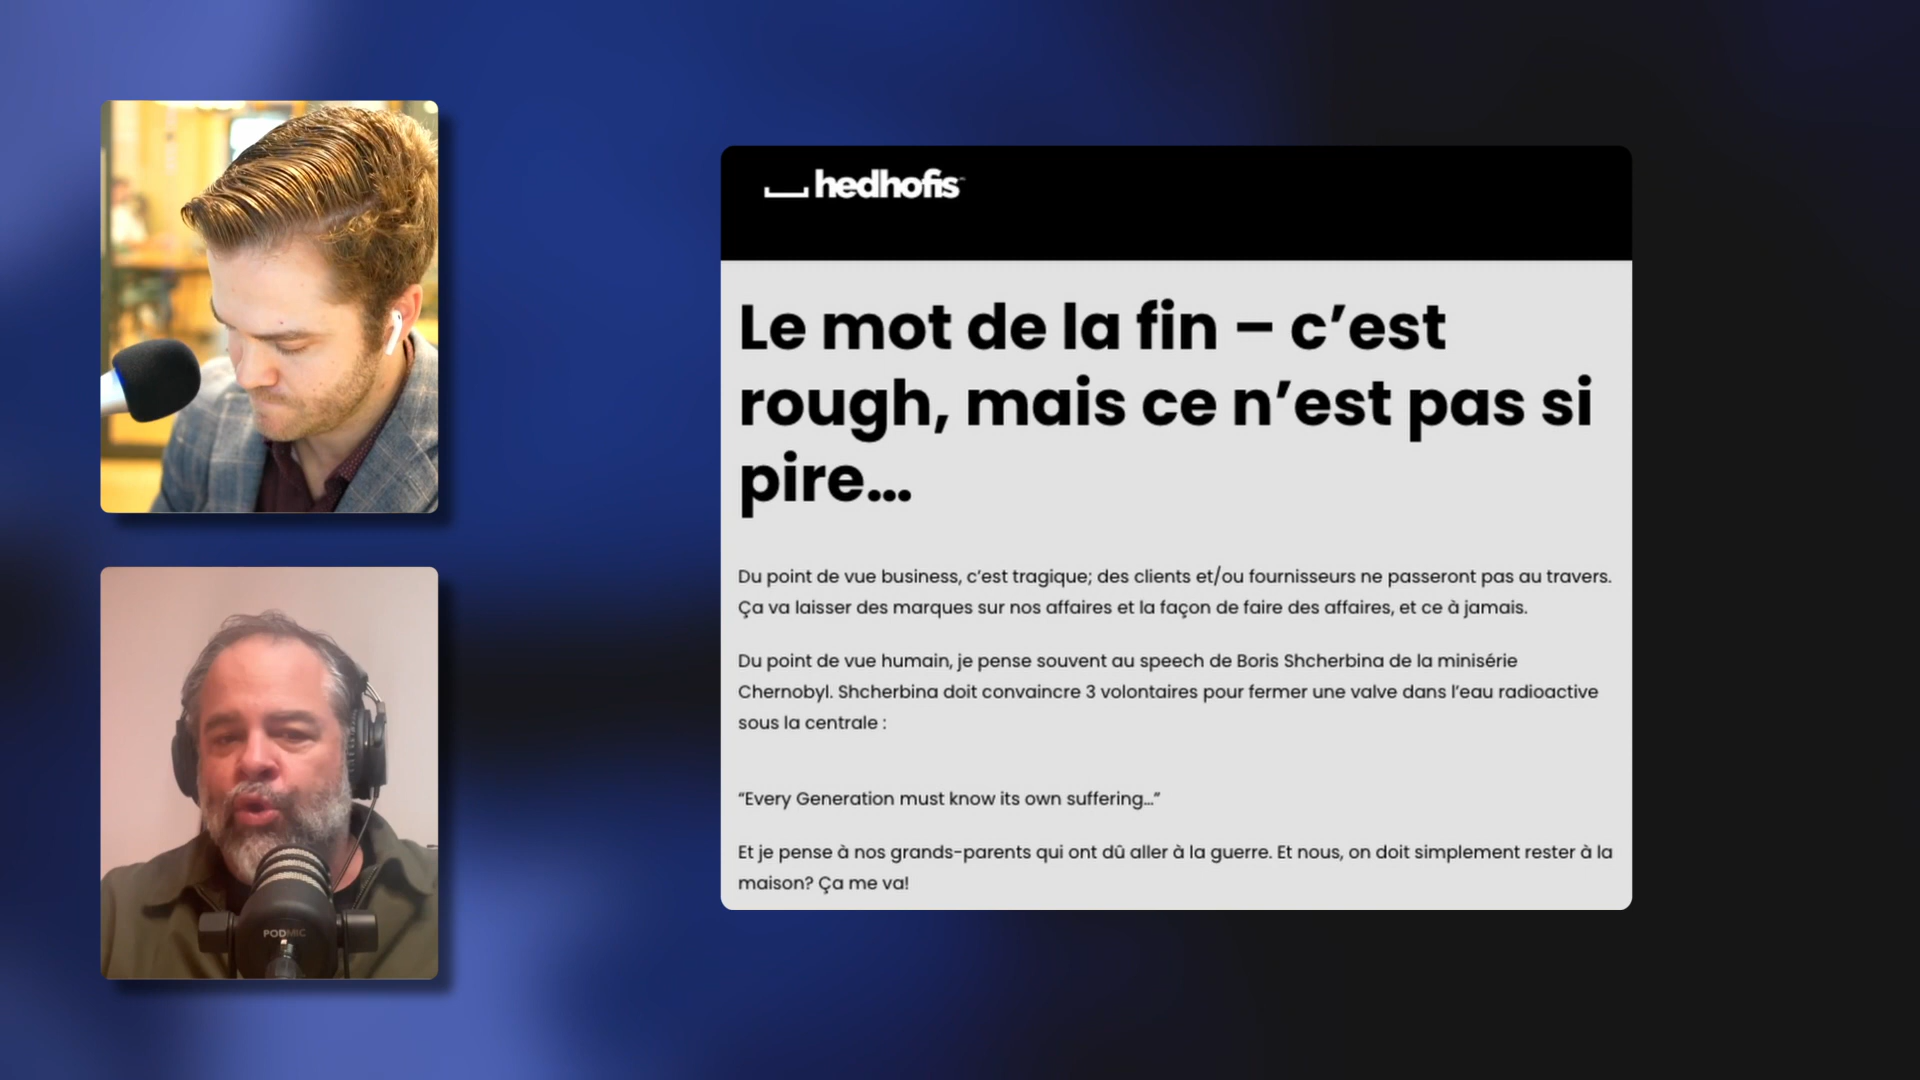 hedhofis
Le mot de la fin – c’est
rough, mais ce n’est pas si
pire...
Du point de vue business, c’est tragique; des clients et/ou fournisseurs ne passeront pas au travers.
Ça va laisser des marques sur nos affaires et la façon de faire des affaires, et ce à jamais.
Du point de vue humain, je pense souvent au speech de Boris Shcherbina de la minisérie
Chernobyl. Shcherbina doit convaincre 3 volontaires pour fermer une valve dans l’eau radioactive
sous la centrale :
“Every Generation must know its own suffering…”
Et je pense à nos grands-parents qui ont dû aller à la guerre. Et nous, on doit simplement rester à la
maison? Ça me va!
PODMIC